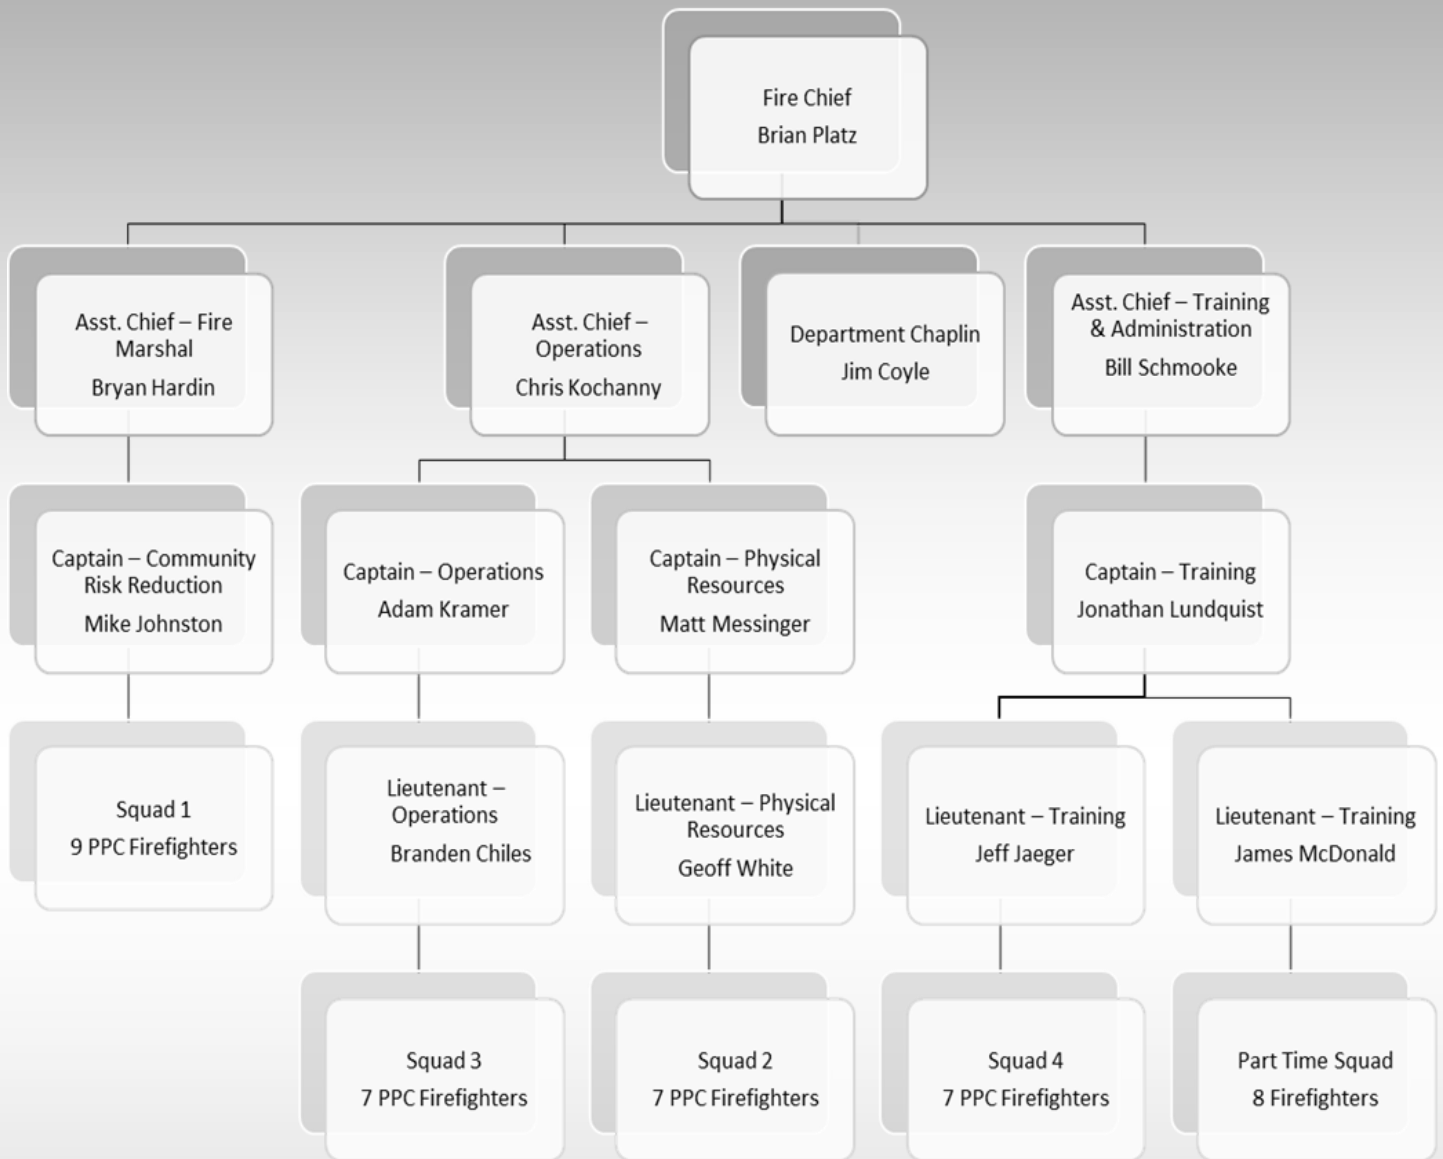 Fire Chief
Brian Platz
Asst. Chief – Fire
Marshal
Bryan Hardin
Asst. Chief –
Operations
Chris Kochanny
Department Chaplin
Jim Coyle
Asst. Chief – Training
& Administration
Bill Schmooke
Captain – Community
Risk Reduction
Mike Johnston
Captain – Operations
Adam Kramer
Captain – Physical
Resources
Matt Messinger
Captain – Training
Jonathan Lundquist
Squad 1
9 PPC Firefighters
Lieutenant –
Operations
Branden Chiles
Lieutenant – Physical
Resources
Geoff White
Lieutenant – Training
Jeff Jaeger
Lieutenant – Training
James McDonald
Squad 3
7 PPC Firefighters
Squad 2
7 PPC Firefighters
Squad 4
7 PPC Firefighters
Part Time Squad
8 Firefighters